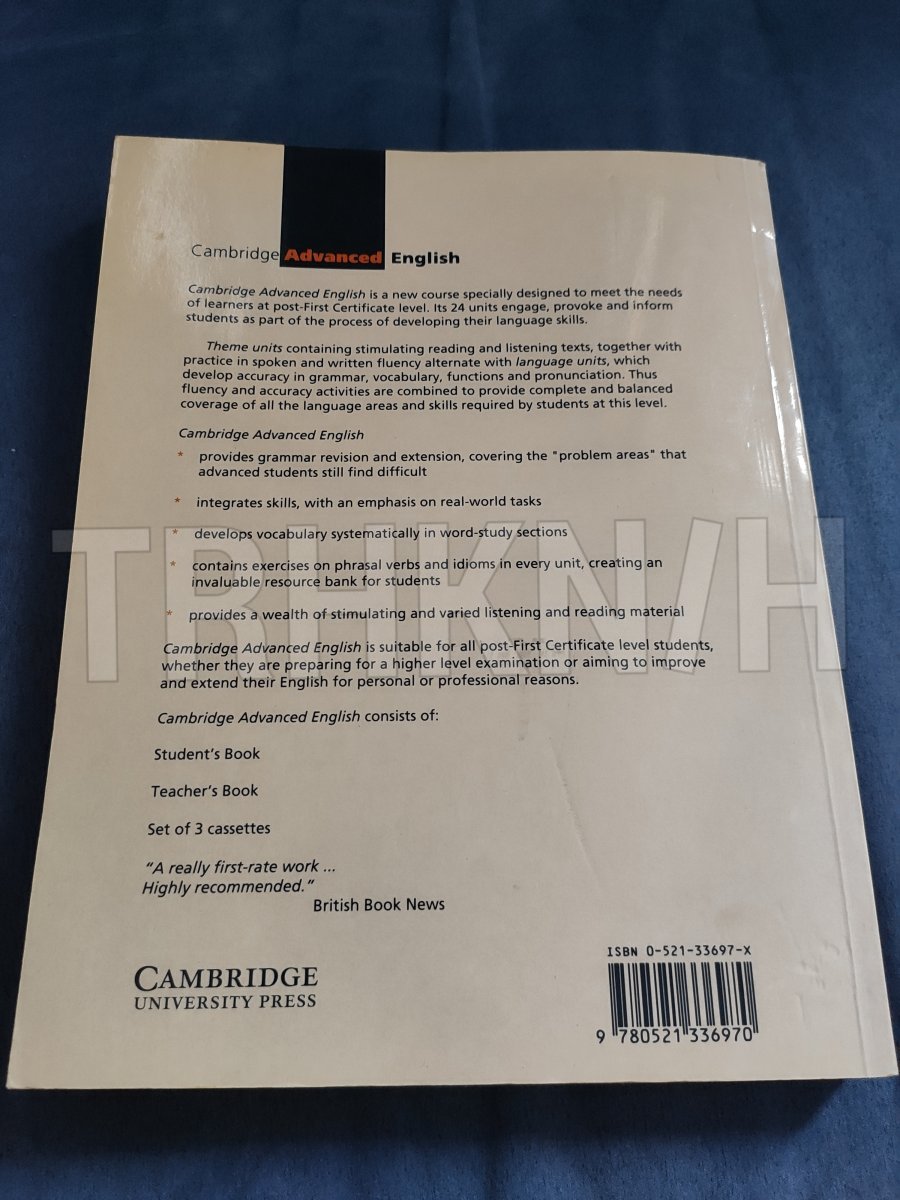 Cambridge Advanced English
Cambridge Advanced English is a new course specially designed to meet the needs
of learners at post-First Certificate level. Its 24 units engage, provoke and inform
students as part of the process of developing their language skills.
Theme units containing stimulating reading and listening texts, together with
practice in spoken and written fluency alternate with language units, which
develop accuracy in grammar, vocabulary, functions and pronunciation. Thus
fluency and accuracy activities are combined to provide complete and balanced
coverage of all the language areas and skills required by students at this level.
Cambridge Advanced English
* provides grammar revision and extension, covering the "problem areas" that
advanced students still find difficult
* integrates skills, with an emphasis on real-world tasks
* develops vocabulary systematically in word-study sections
* contains exercises on phrasal verbs and idioms in every unit, creating an
invaluable resource bank for students
* provides a wealth of stimulating and varied listening and reading material
Cambridge Advanced English is suitable for all post-First Certificate level students,
whether they are preparing for a higher level examination or aiming to improve
and extend their English for personal or professional reasons.
Cambridge Advanced English consists of:
Student's Book
Teacher's Book
Set of 3 cassettes
"A really first-rate work ...
Highly recommended."
British Book News
CAMBRIDGE
UNIVERSITY PRESS
ISBN 0-521-33697-X
9 780521 336970